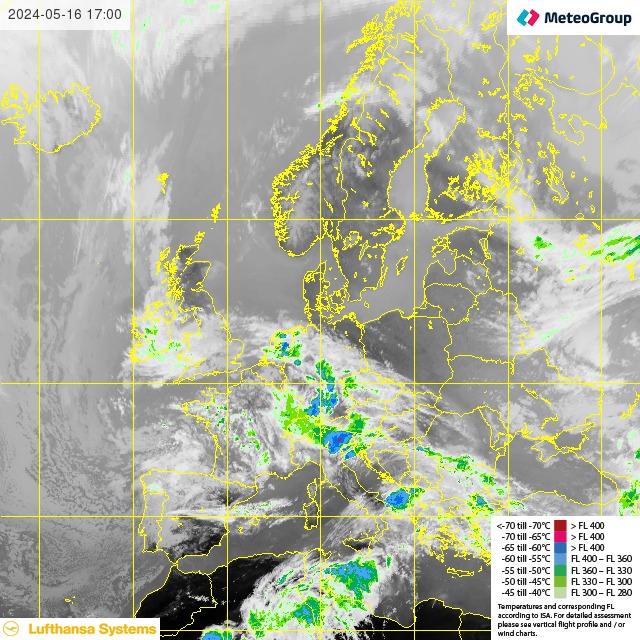 2024-05-16 17:00
MeteoGroup
<-70 till -70°C > FL 400
-70 till -65°C > FL 400
-65 till -60°C > FL 400
-60 till -55°C FL 400 – FL 360
-55 till -50°C FL 360 – FL 330
-50 till -45°C FL 330 – FL 300
-45 till -40°C FL 300 – FL 280
Temperatures and corresponding FL
according to ISA. For detailed assessment
please see vertical flight profile and / or
wind charts.
Lufthansa Systems